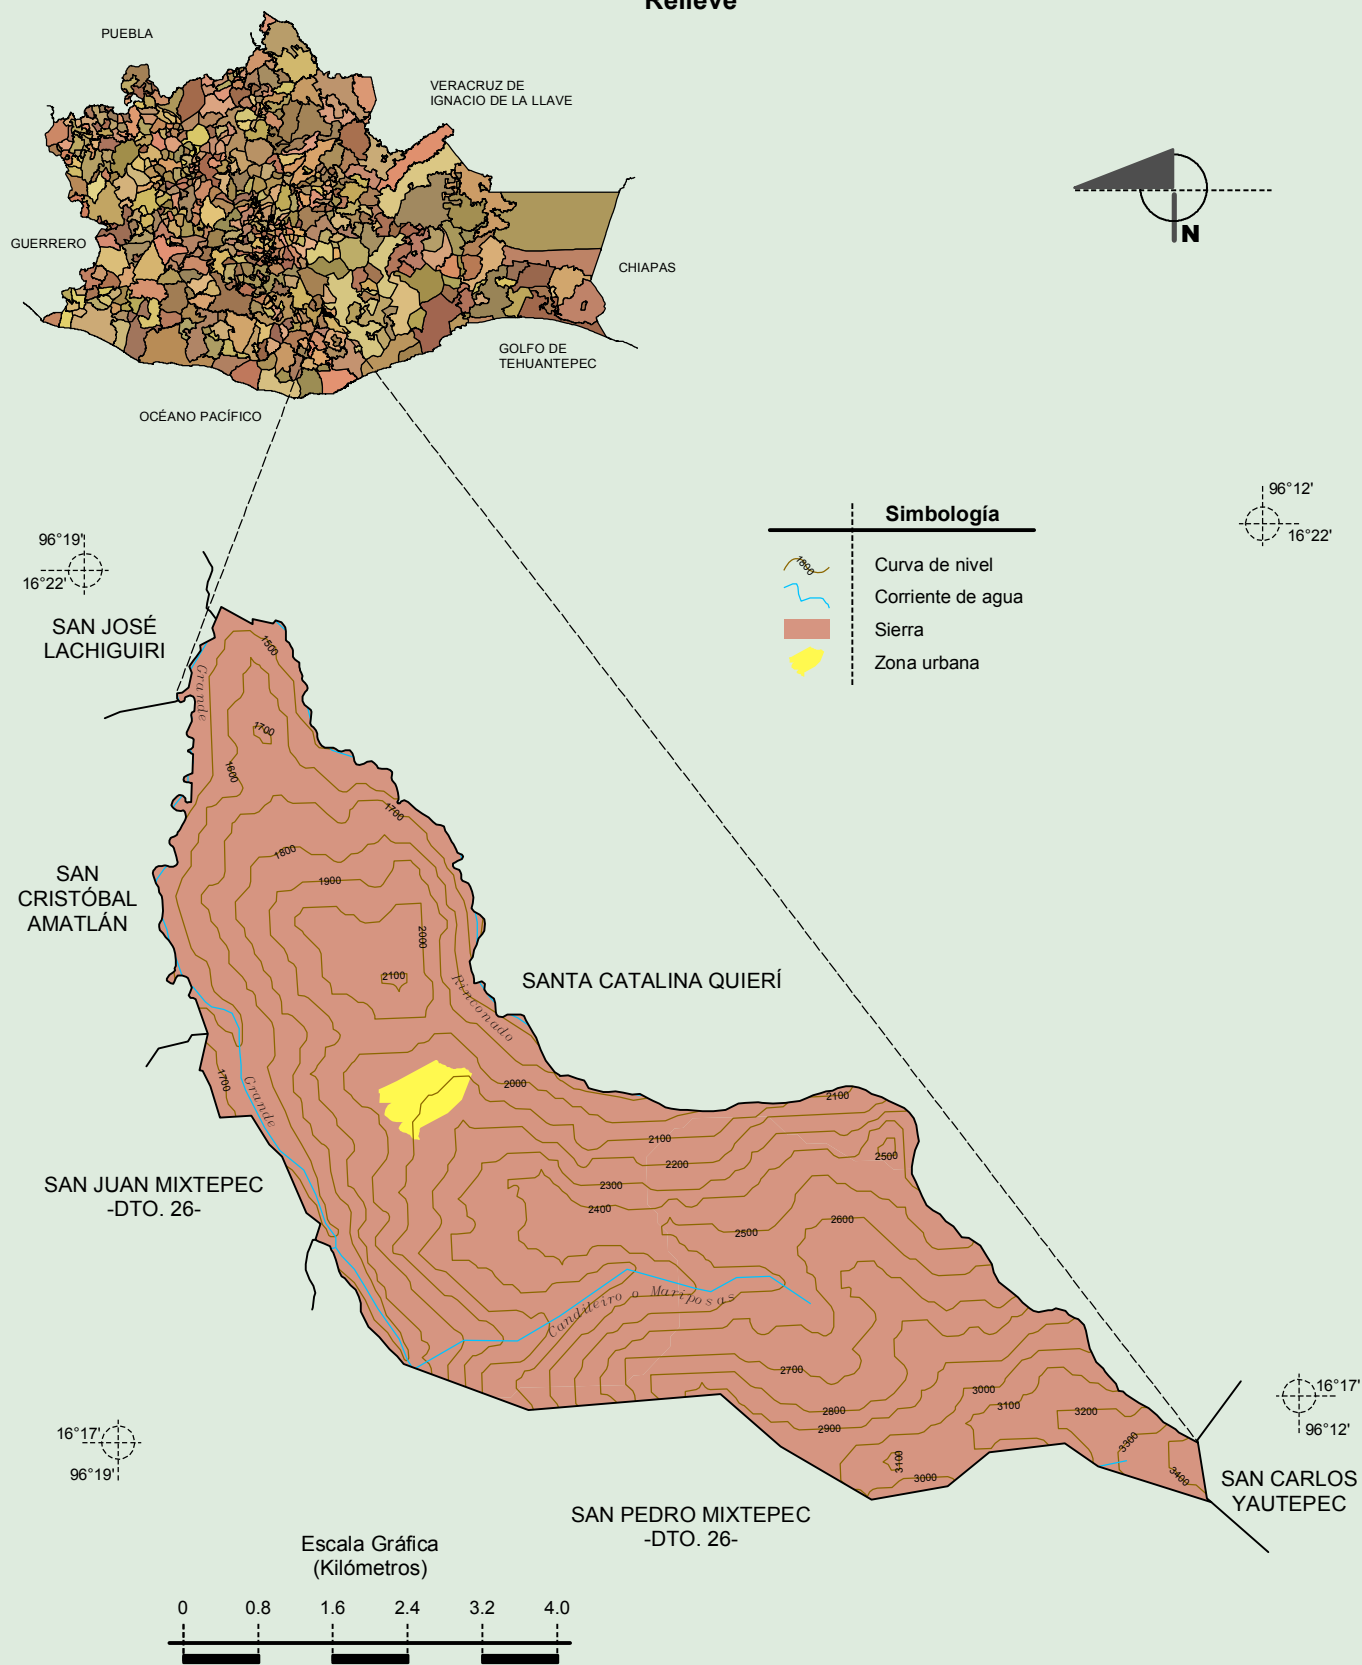 Relieve
PUEBLA
VERACRUZ DE
IGNACIO DE LA LLAVE
GUERRERO
CHIAPAS
GOLFO DE
TEHUANTEPEC
OCÉANO PACÍFICO
N
96°19'
16°22'
96°12'
16°22'
Simbología
1800
Curva de nivel
Corriente de agua
Sierra
Zona urbana
SAN JOSÉ
LACHIGUIRI
1500
Grande
1700
1600
1700
1800
1900
SAN
CRISTÓBAL
AMATLÁN
2000
2100
Rinconado
SANTA CATALINA QUIERÍ
1700
Grande
2000
2100
2100
2200
2500
2300
2400
2600
2500
SAN JUAN MIXTEPEC
-DTO. 26-
Candileiro o Mariposas
2700
2800
2900
3000
3100
3200
3300
3400
3100
3000
16°17'
96°19'
16°17'
96°12'
SAN CARLOS
YAUTEPEC
SAN PEDRO MIXTEPEC
-DTO. 26-
Escala Gráfica
(Kilómetros)
0 0.8 1.6 2.4 3.2 4.0